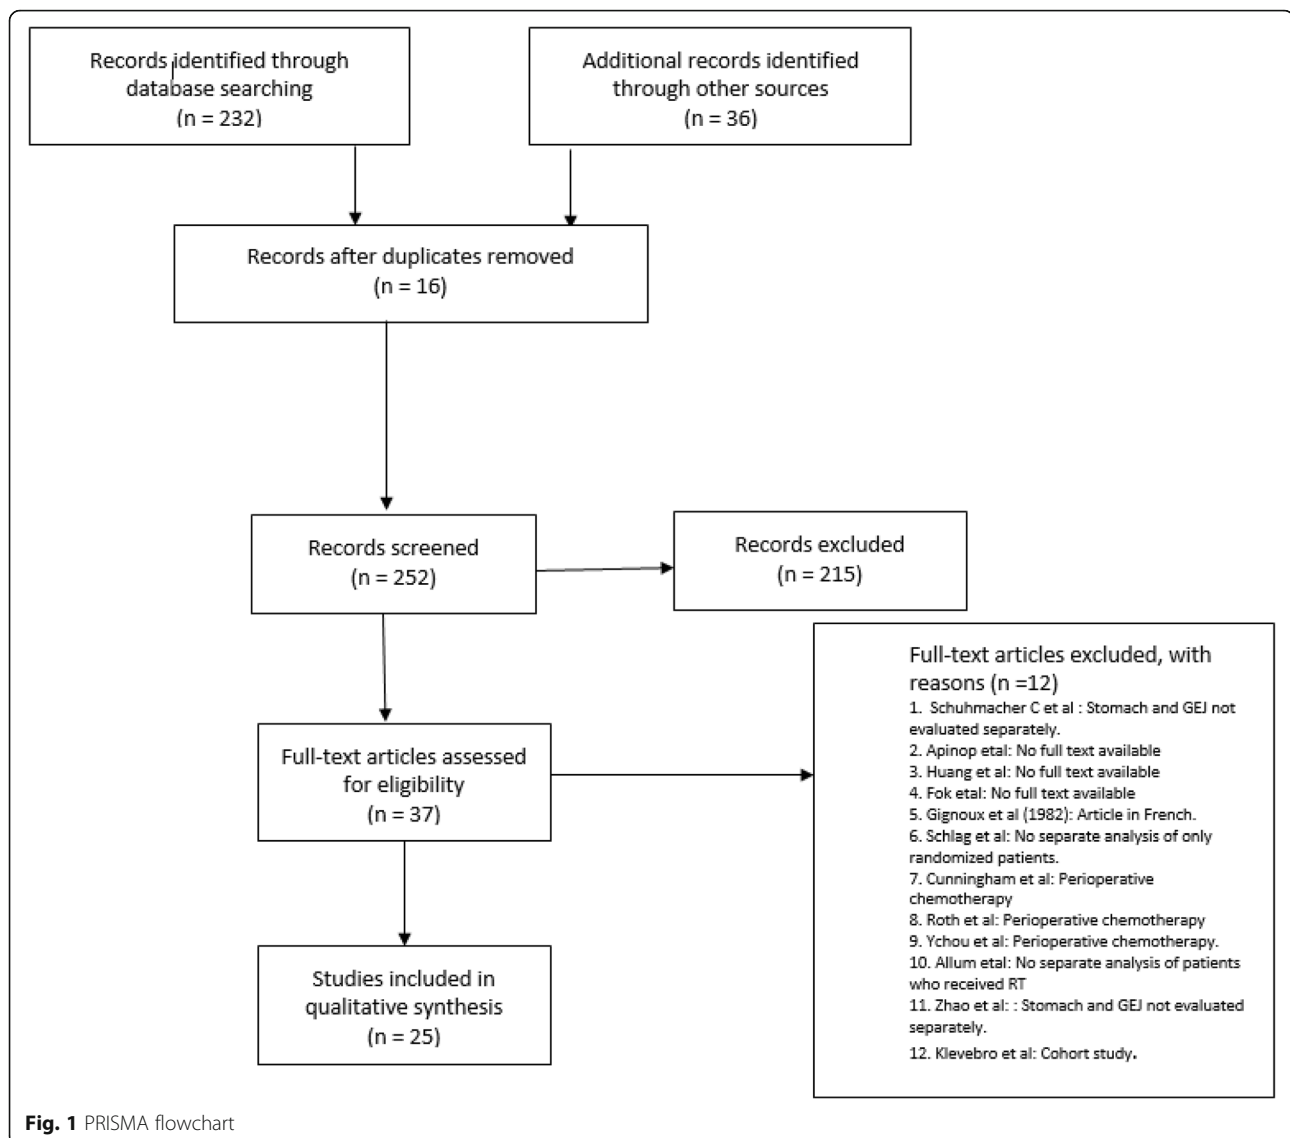 Records identified through
database searching
(n = 232)
Additional records identified
through other sources
(n = 36)
Records after duplicates removed
(n = 16)
Records screened
(n = 252)
Records excluded
(n = 215)
Full-text articles assessed
for eligibility
(n = 37)
Full-text articles excluded, with
reasons (n =12)
1. Schuhmacher C et al : Stomach and GEJ not
evaluated separately.
2. Apinop etal: No full text available
3. Huang et al: No full text available
4. Fok etal: No full text available
5. Gignoux et al (1982): Article in French.
6. Schlag et al: No separate analysis of only
randomized patients.
7. Cunningham et al: Perioperative
chemotherapy
8. Roth et al: Perioperative chemotherapy
9. Ychou et al: Perioperative chemotherapy.
10. Allum etal: No separate analysis of patients
who received RT
11. Zhao et al: : Stomach and GEJ not evaluated
separately.
12. Klevebro et al: Cohort study.
Studies included in
qualitative synthesis
(n = 25)
Fig. 1 PRISMA flowchart